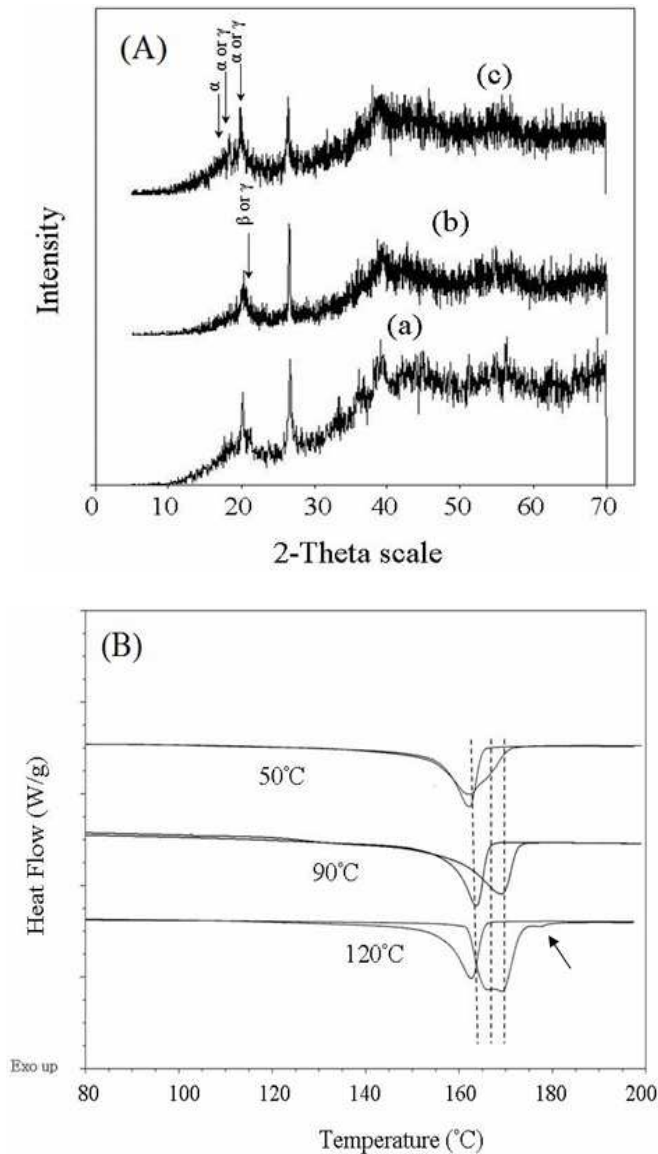 (A)
α
α or γ
α or γ
(c)
β or γ
(b)
(a)
Intensity
0 10 20 30 40 50 60 70
2-Theta scale
(B)
50°C
90°C
120°C
Heat Flow (W/g)
Exo up
80 100 120 140 160 180 200
Temperature (°C)